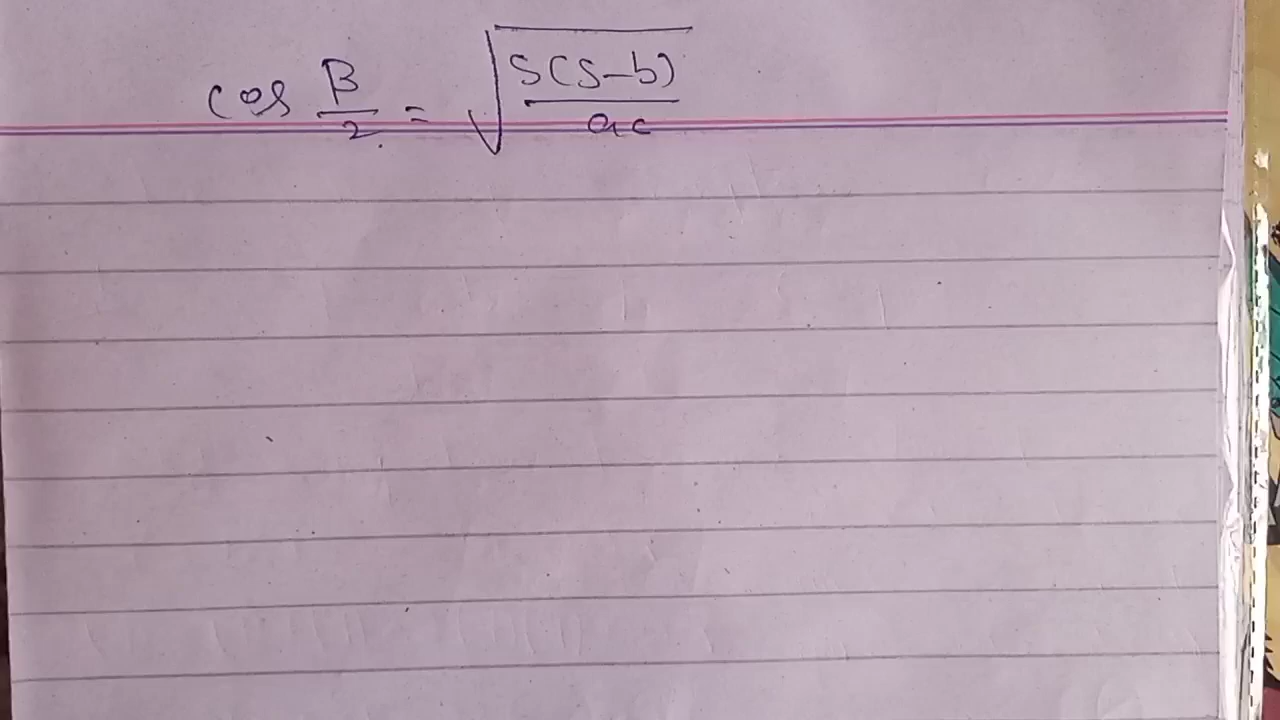 cos B/2 = √(S(S-b)/ac)